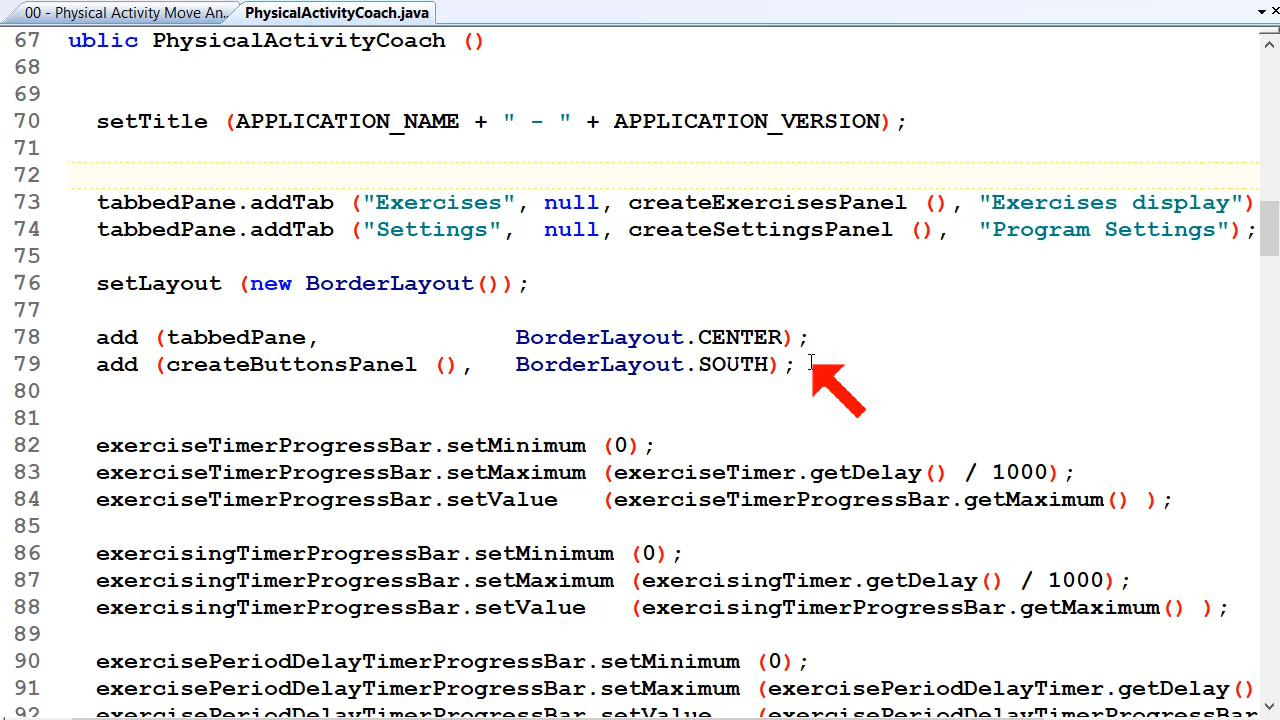 00 - Physical Activity Move An.. PhysicalActivityCoach.java
67 ublic PhysicalActivityCoach ()
68
69
70 setTitle (APPLICATION_NAME + " - " + APPLICATION_VERSION);
71
72
73 tabbedPane.addTab ("Exercises", null, createExercisesPanel (), "Exercises display")
74 tabbedPane.addTab ("Settings", null, createSettingsPanel (), "Program Settings");
75
76 setLayout (new BorderLayout());
77
78 add (tabbedPane, BorderLayout.CENTER);
79 add (createButtonsPanel (), BorderLayout.SOUTH);
80
81
82 exerciseTimerProgressBar.setMinimum (0);
83 exerciseTimerProgressBar.setMaximum (exerciseTimer.getDelay() / 1000);
84 exerciseTimerProgressBar.setValue (exerciseTimerProgressBar.getMaximum() );
85
86 exercisingTimerProgressBar.setMinimum (0);
87 exercisingTimerProgressBar.setMaximum (exercisingTimer.getDelay() / 1000);
88 exercisingTimerProgressBar.setValue (exercisingTimerProgressBar.getMaximum() );
89
90 exercisePeriodDelayTimerProgressBar.setMinimum (0);
91 exercisePeriodDelayTimerProgressBar.setMaximum (exercisePeriodDelayTimer.getDelay()
92 exercisePeriodDelayTimerProgressBar.setValue (exercisePeriodDelayTimerProgressBar